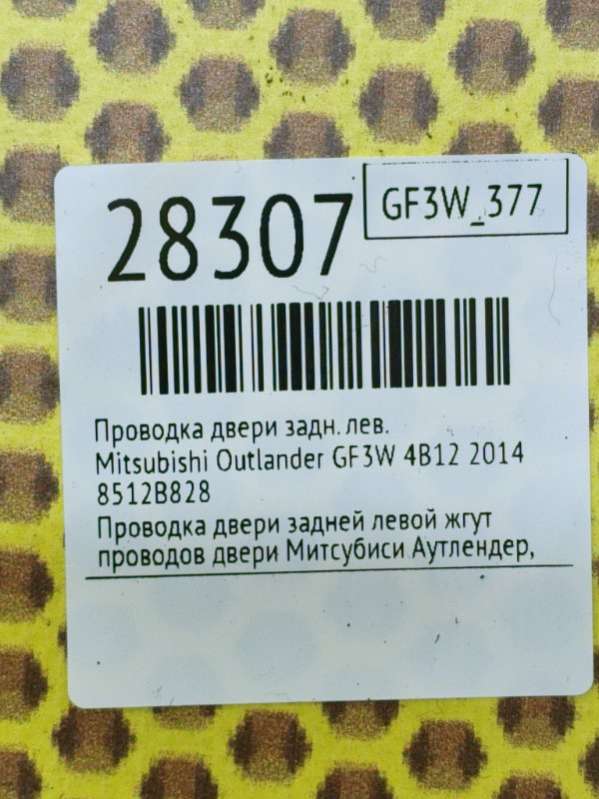 28307
GF3W_377
Проводка двери задн. лев.
Mitsubishi Outlander GF3W 4B12 2014
8512B828
Проводка двери задней левой жгут
проводов двери Митсубиси Аутлендер,